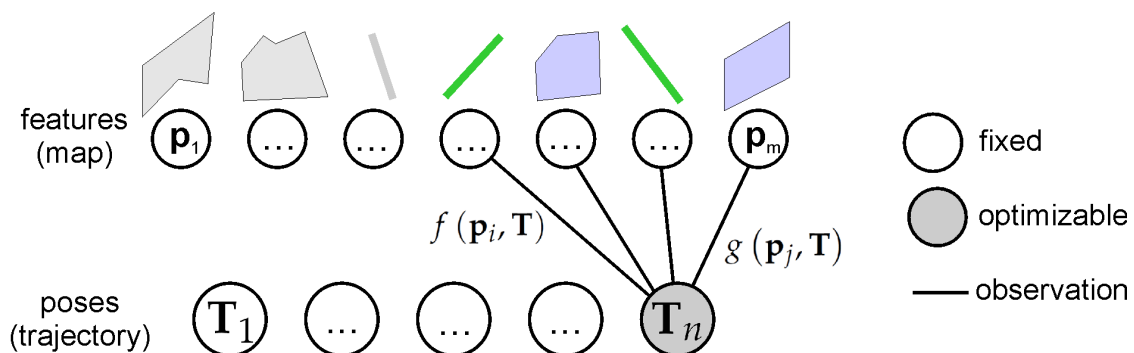 features
(map)
p₁ ... ... ... ... ... pₘ
fixed
optimizable
f (pᵢ, T)
g (pⱼ, T)
observation
poses
(trajectory)
T₁ ... ... ... Tₙ